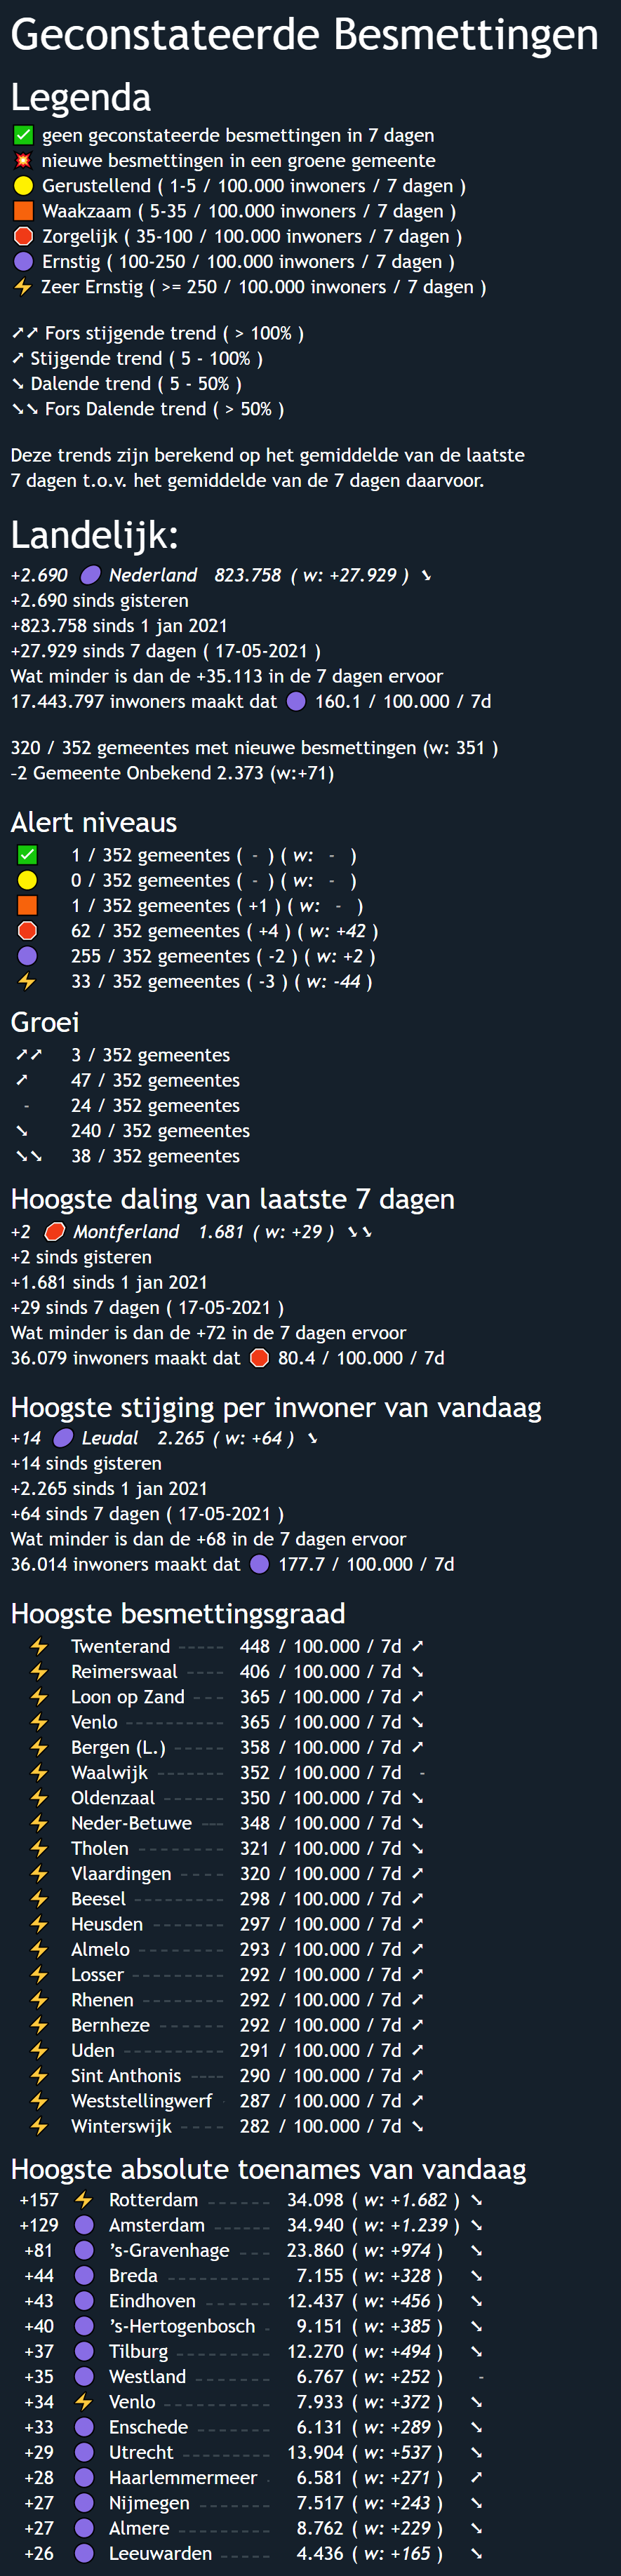 Geconstateerde Besmettingen
Legenda
✅ geen geconstateerde besmettingen in 7 dagen
💥 nieuwe besmettingen in een groene gemeente
🟡 Gerustellend ( 1-5 / 100.000 inwoners / 7 dagen )
🟧 Waakzaam ( 5-35 / 100.000 inwoners / 7 dagen )
🛑 Zorgelijk ( 35-100 / 100.000 inwoners / 7 dagen )
🟣 Ernstig ( 100-250 / 100.000 inwoners / 7 dagen )
⚡ Zeer Ernstig ( >= 250 / 100.000 inwoners / 7 dagen )
➚➚ Fors stijgende trend ( > 100% )
➚ Stijgende trend ( 5 - 100% )
➘ Dalende trend ( 5 - 50% )
➘➘ Fors Dalende trend ( > 50% )
Deze trends zijn berekend op het gemiddelde van de laatste
7 dagen t.o.v. het gemiddelde van de 7 dagen daarvoor.
Landelijk:
+2.690 🟣 Nederland 823.758 ( w: +27.929 ) ➘
+2.690 sinds gisteren
+823.758 sinds 1 jan 2021
+27.929 sinds 7 dagen ( 17-05-2021 )
Wat minder is dan de +35.113 in de 7 dagen ervoor
17.443.797 inwoners maakt dat 🟣 160.1 / 100.000 / 7d
320 / 352 gemeentes met nieuwe besmettingen (w: 351 )
-2 Gemeente Onbekend 2.373 (w:+71)
Alert niveaus
✅ 1 / 352 gemeentes ( - ) ( w: - )
🟡 0 / 352 gemeentes ( - ) ( w: - )
🟧 1 / 352 gemeentes ( +1 ) ( w: - )
🛑 62 / 352 gemeentes ( +4 ) ( w: +42 )
🟣 255 / 352 gemeentes ( -2 ) ( w: +2 )
⚡ 33 / 352 gemeentes ( -3 ) ( w: -44 )
Groei
➚➚ 3 / 352 gemeentes
➚ 47 / 352 gemeentes
- 24 / 352 gemeentes
➘ 240 / 352 gemeentes
➘➘ 38 / 352 gemeentes
Hoogste daling van laatste 7 dagen
+2 🛑 Montferland 1.681 ( w: +29 ) ➘➘
+2 sinds gisteren
+1.681 sinds 1 jan 2021
+29 sinds 7 dagen ( 17-05-2021 )
Wat minder is dan de +72 in de 7 dagen ervoor
36.079 inwoners maakt dat 🛑 80.4 / 100.000 / 7d
Hoogste stijging per inwoner van vandaag
+14 🟣 Leudal 2.265 ( w: +64 ) ➘
+14 sinds gisteren
+2.265 sinds 1 jan 2021
+64 sinds 7 dagen ( 17-05-2021 )
Wat minder is dan de +68 in de 7 dagen ervoor
36.014 inwoners maakt dat 🟣 177.7 / 100.000 / 7d
Hoogste besmettingsgraad
⚡ Twenterand ----- 448 / 100.000 / 7d ➚
⚡ Reimerswaal ---- 406 / 100.000 / 7d ➘
⚡ Loon op Zand --- 365 / 100.000 / 7d ➚
⚡ Venlo ---------- 365 / 100.000 / 7d ➘
⚡ Bergen (L.) ----- 358 / 100.000 / 7d ➚
⚡ Waalwijk ------- 352 / 100.000 / 7d -
⚡ Oldenzaal ------ 350 / 100.000 / 7d ➘
⚡ Neder-Betuwe --- 348 / 100.000 / 7d ➘
⚡ Tholen --------- 321 / 100.000 / 7d ➘
⚡ Vlaardingen ---- 320 / 100.000 / 7d ➚
⚡ Beesel --------- 298 / 100.000 / 7d ➚
⚡ Heusden ------- 297 / 100.000 / 7d ➚
⚡ Almelo --------- 293 / 100.000 / 7d ➚
⚡ Losser ---------- 292 / 100.000 / 7d ➚
⚡ Rhenen -------- 292 / 100.000 / 7d ➚
⚡ Bernheze ------- 292 / 100.000 / 7d ➚
⚡ Uden ---------- 291 / 100.000 / 7d ➚
⚡ Sint Anthonis ---- 290 / 100.000 / 7d ➚
⚡ Weststellingwerf - 287 / 100.000 / 7d ➚
⚡ Winterswijk ---- 282 / 100.000 / 7d ➘
Hoogste absolute toenames van vandaag
+157 ⚡ Rotterdam ------ 34.098 ( w: +1.682 ) ➘
+129 🟣 Amsterdam ------ 34.940 ( w: +1.239 ) ➘
+81 🟣 's-Gravenhage ---- 23.860 ( w: +974 ) ➘
+44 🟣 Breda ---------- 7.155 ( w: +328 ) ➘
+43 🟣 Eindhoven ------- 12.437 ( w: +456 ) ➘
+40 🟣 's-Hertogenbosch - 9.151 ( w: +385 ) ➘
+37 🟣 Tilburg ---------- 12.270 ( w: +494 ) ➘
+35 🟣 Westland ------- 6.767 ( w: +252 ) -
+34 ⚡ Venlo ---------- 7.933 ( w: +372 ) ➘
+33 🟣 Enschede ------- 6.131 ( w: +289 ) ➘
+29 🟣 Utrecht --------- 13.904 ( w: +537 ) ➘
+28 🟣 Haarlemmermeer - 6.581 ( w: +271 ) ➚
+27 🟣 Nijmegen ------- 7.517 ( w: +243 ) ➘
+27 🟣 Almere --------- 8.762 ( w: +229 ) ➘
+26 🟣 Leeuwarden ----- 4.436 ( w: +165 ) ➘